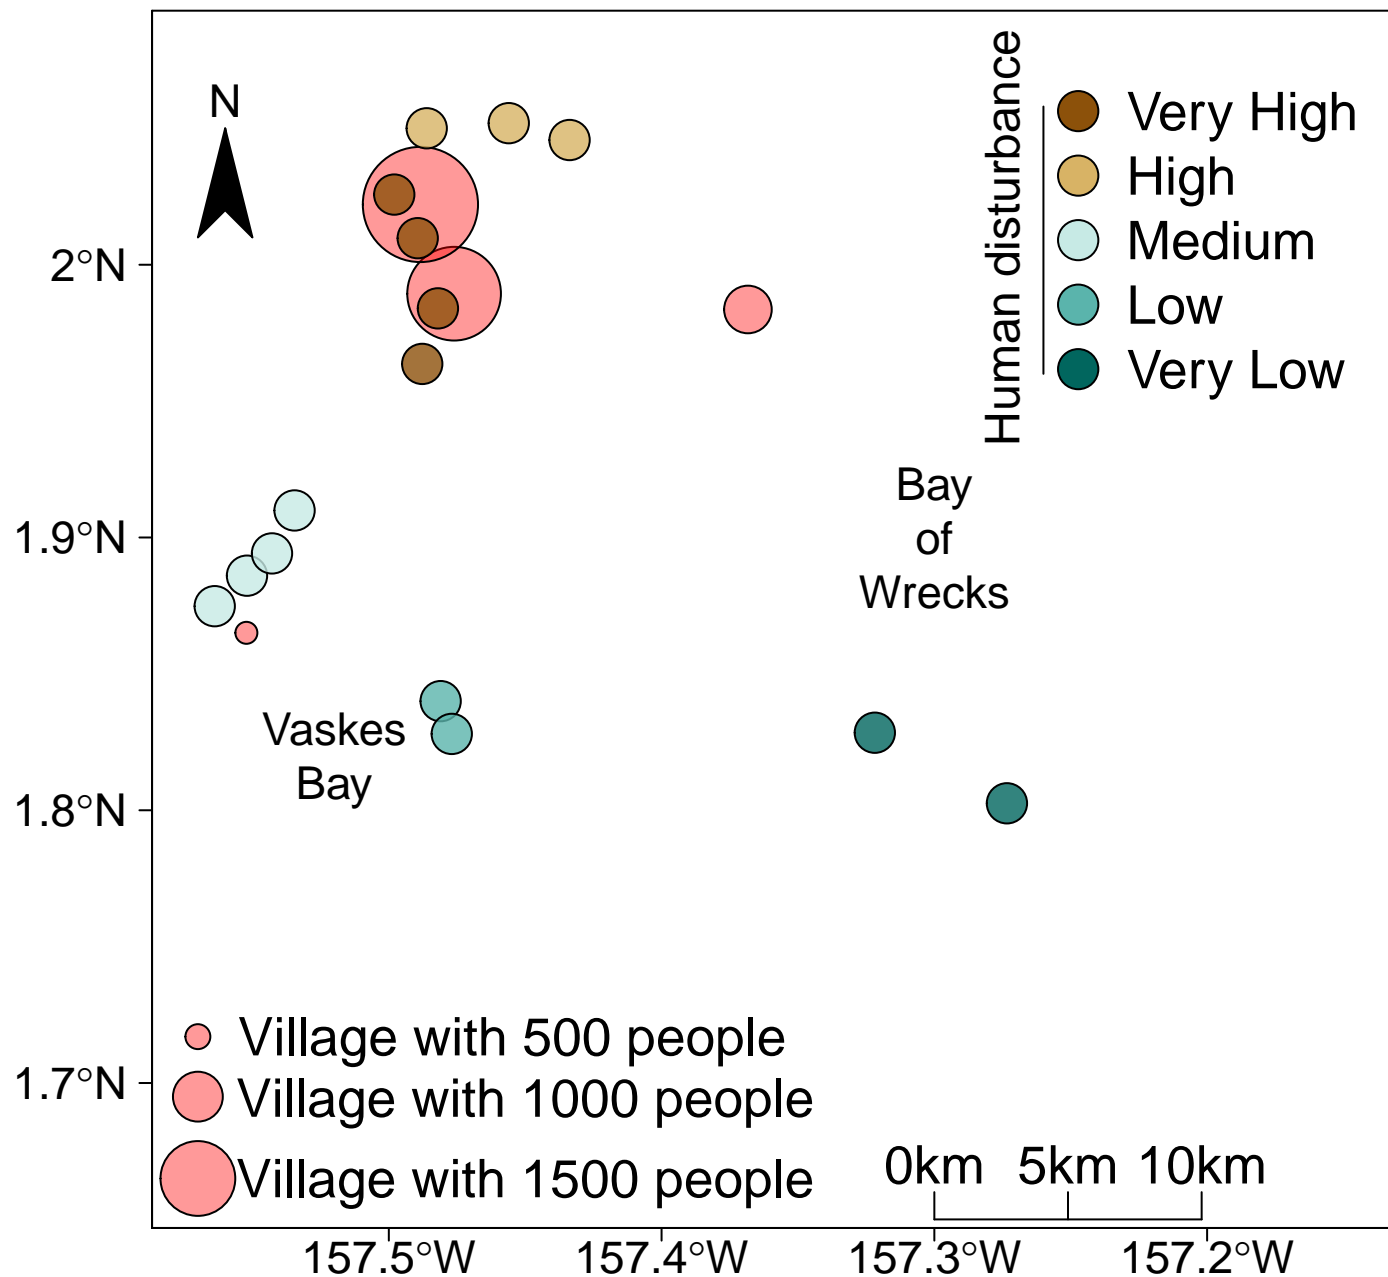 N
Human disturbance
Very High
High
Medium
Low
Very Low
2°N
1.9°N
1.8°N
1.7°N
Bay
of
Wrecks
Vaskes
Bay
Village with 500 people
Village with 1000 people
Village with 1500 people
0km 5km 10km
157.5°W 157.4°W 157.3°W 157.2°W